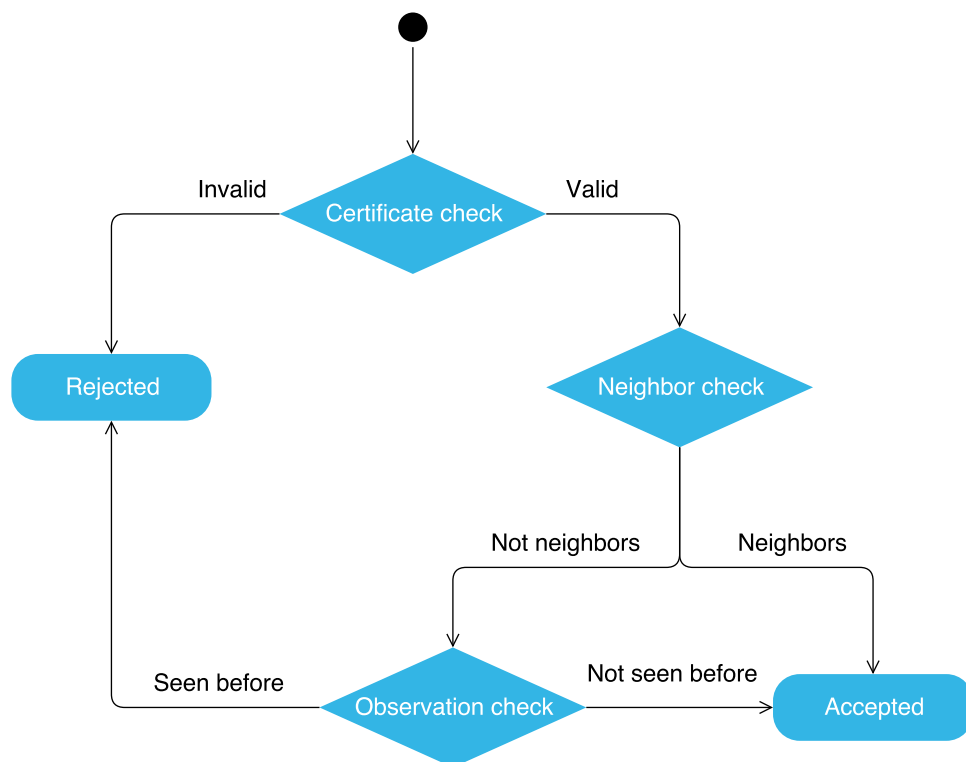 Invalid
Valid
Certificate check
Rejected
Neighbor check
Not neighbors
Neighbors
Seen before
Not seen before
Observation check
Accepted